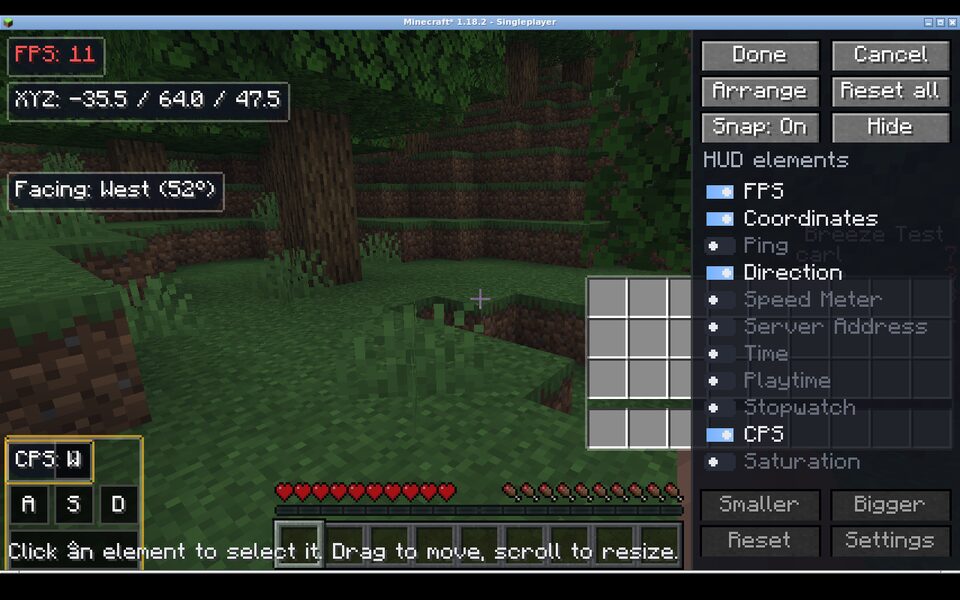 Minecraft* 1.18.2 - Singleplayer
FPS: 11
XYZ: -35.5 / 64.0 / 47.5
Facing: West (52°)
CPS: W
A S D
Click an element to select it. Drag to move, scroll to resize.
Done Cancel
Arrange Reset all
Snap: On Hide
HUD elements
FPS
Coordinates
Ping
Breeze Test
carl
Direction
Speed Meter
Server Address
Time
Playtime
Stopwatch
CPS
Saturation
Smaller Bigger
Reset Settings